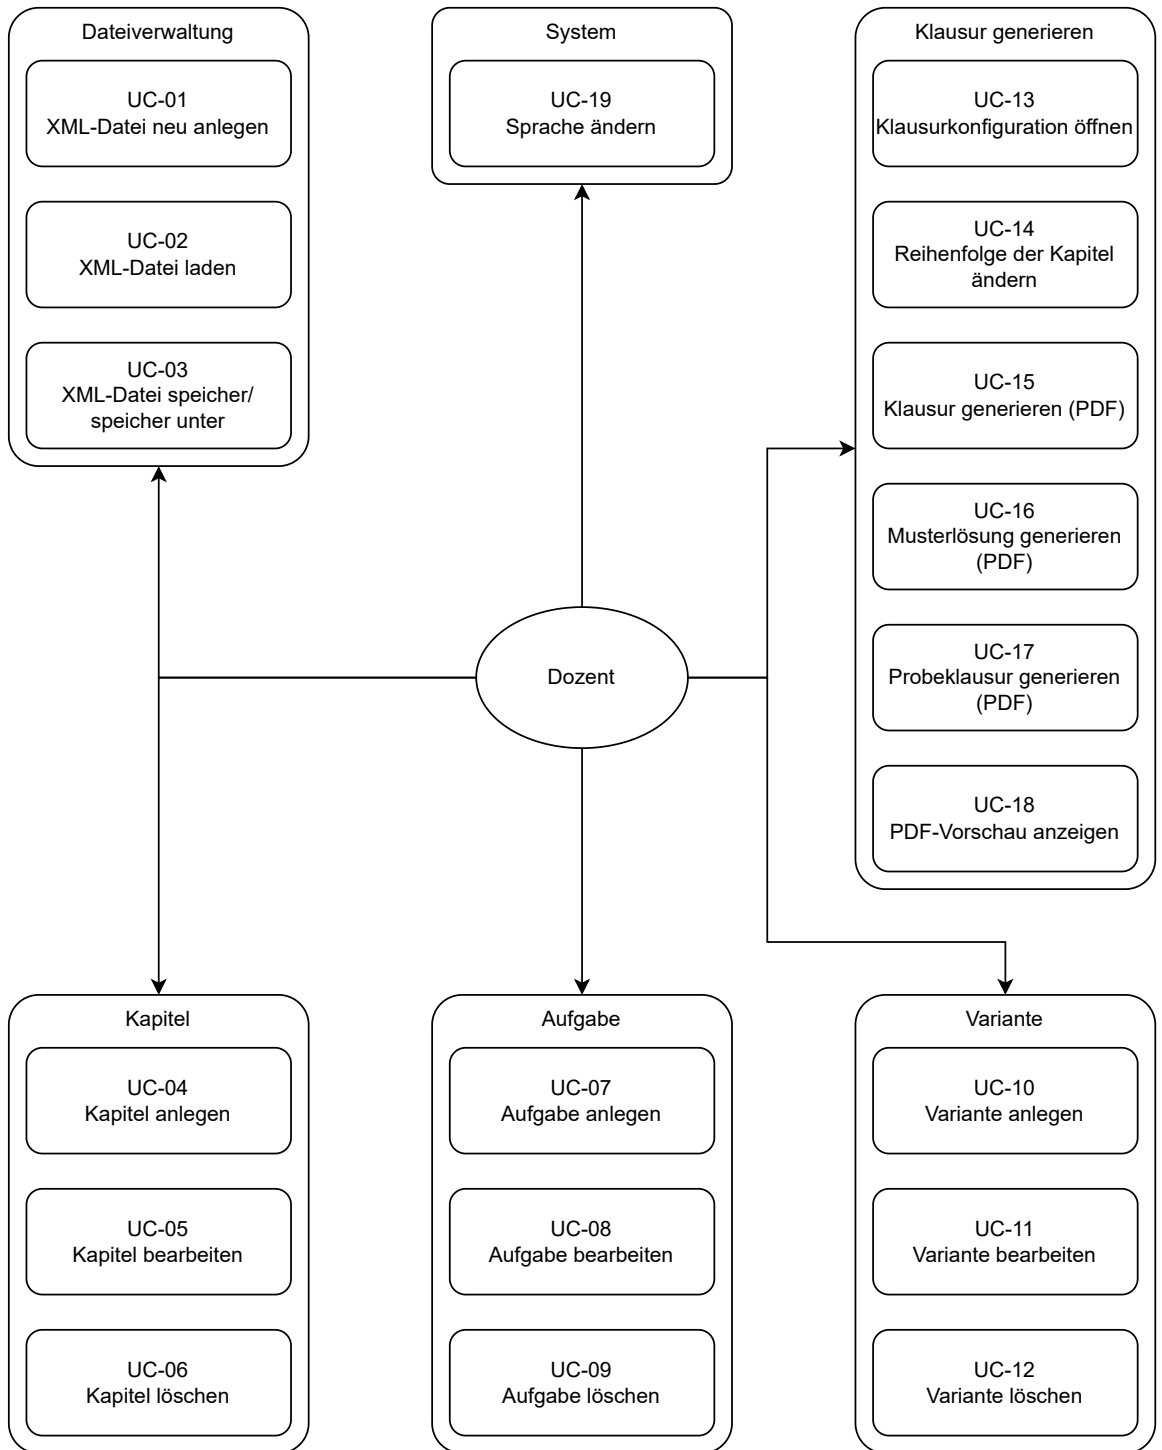 Dateiverwaltung
UC-01
XML-Datei neu anlegen
UC-02
XML-Datei laden
UC-03
XML-Datei speicher/
speicher unter
System
UC-19
Sprache ändern
Klausur generieren
UC-13
Klausurkonfiguration öffnen
UC-14
Reihenfolge der Kapitel
ändern
UC-15
Klausur generieren (PDF)
UC-16
Musterlösung generieren
(PDF)
UC-17
Probeklausur generieren
(PDF)
UC-18
PDF-Vorschau anzeigen
Dozent
Kapitel
UC-04
Kapitel anlegen
UC-05
Kapitel bearbeiten
UC-06
Kapitel löschen
Aufgabe
UC-07
Aufgabe anlegen
UC-08
Aufgabe bearbeiten
UC-09
Aufgabe löschen
Variante
UC-10
Variante anlegen
UC-11
Variante bearbeiten
UC-12
Variante löschen